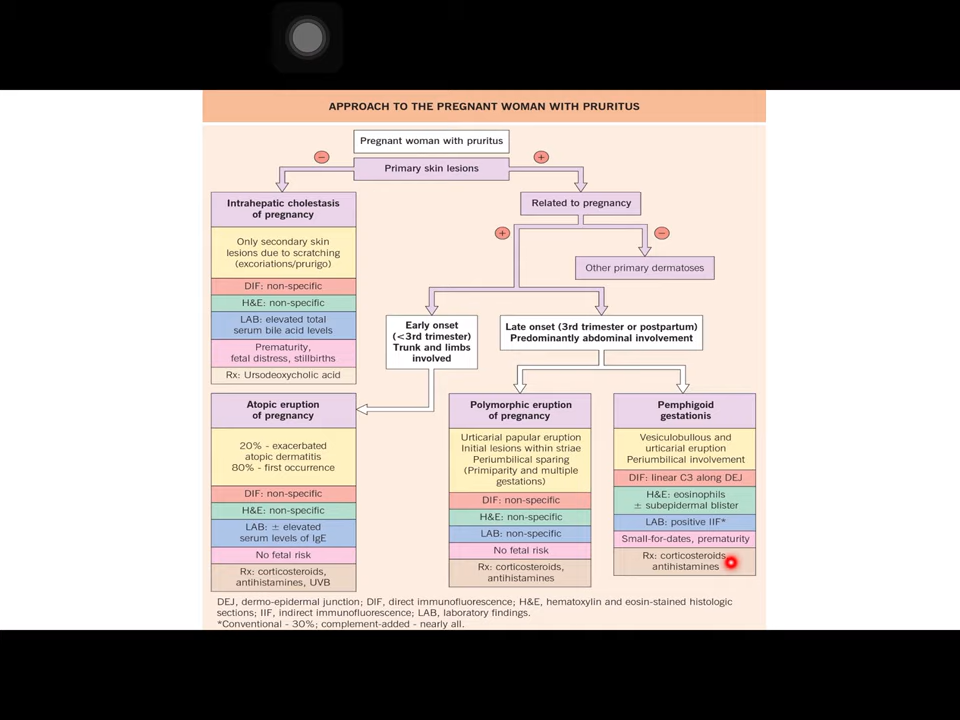 APPROACH TO THE PREGNANT WOMAN WITH PRURITUS
Pregnant woman with pruritus
Primary skin lesions
−
+
Intrahepatic cholestasis
of pregnancy
Only secondary skin
lesions due to scratching
(excoriations/prurigo)
DIF: non-specific
H&E: non-specific
LAB: elevated total
serum bile acid levels
Prematurity,
fetal distress, stillbirths
Rx: Ursodeoxycholic acid
Related to pregnancy
+
−
Other primary dermatoses
Early onset
(<3rd trimester)
Trunk and limbs
involved
Late onset (3rd trimester or postpartum)
Predominantly abdominal involvement
Atopic eruption
of pregnancy
20% - exacerbated
atopic dermatitis
80% - first occurrence
DIF: non-specific
H&E: non-specific
LAB: ± elevated
serum levels of IgE
No fetal risk
Rx: corticosteroids,
antihistamines, UVB
Polymorphic eruption
of pregnancy
Urticarial papular eruption
Initial lesions within striae
Periumbilical sparing
(Primiparity and multiple
gestations)
DIF: non-specific
H&E: non-specific
LAB: non-specific
No fetal risk
Rx: corticosteroids,
antihistamines
Pemphigoid
gestationis
Vesiculobullous and
urticarial eruption
Periumbilical involvement
DIF: linear C3 along DEJ
H&E: eosinophils
± subepidermal blister
LAB: positive IIF*
Small-for-dates, prematurity
Rx: corticosteroids,
antihistamines
DEJ, dermo-epidermal junction; DIF, direct immunofluorescence; H&E, hematoxylin and eosin-stained histologic
sections; IIF, indirect immunofluorescence; LAB, laboratory findings.
*Conventional - 30%; complement-added - nearly all.